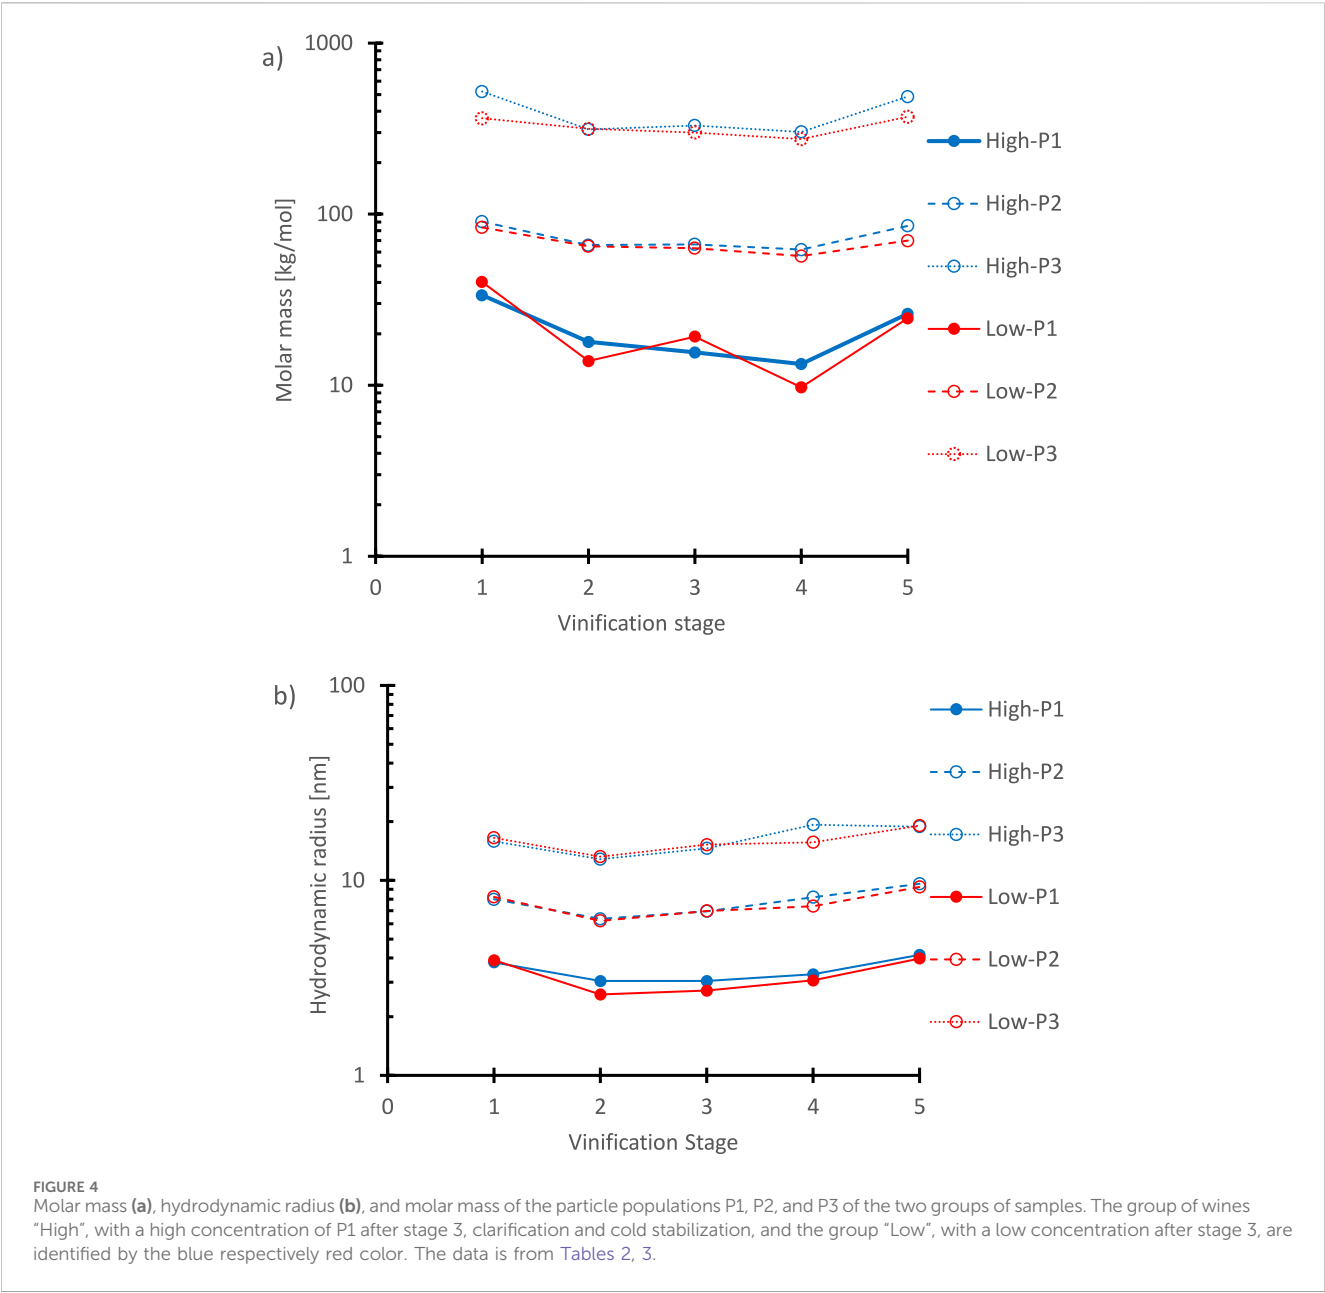 a)
1000
100
10
1
Molar mass [kg/mol]
0 1 2 3 4 5
Vinification stage
High-P1
High-P2
High-P3
Low-P1
Low-P2
Low-P3
b)
100
10
1
Hydrodynamic radius [nm]
0 1 2 3 4 5
Vinification Stage
High-P1
High-P2
High-P3
Low-P1
Low-P2
Low-P3
FIGURE 4
Molar mass (a), hydrodynamic radius (b), and molar mass of the particle populations P1, P2, and P3 of the two groups of samples. The group of wines
“High”, with a high concentration of P1 after stage 3, clarification and cold stabilization, and the group “Low”, with a low concentration after stage 3, are
identified by the blue respectively red color. The data is from Tables 2, 3.